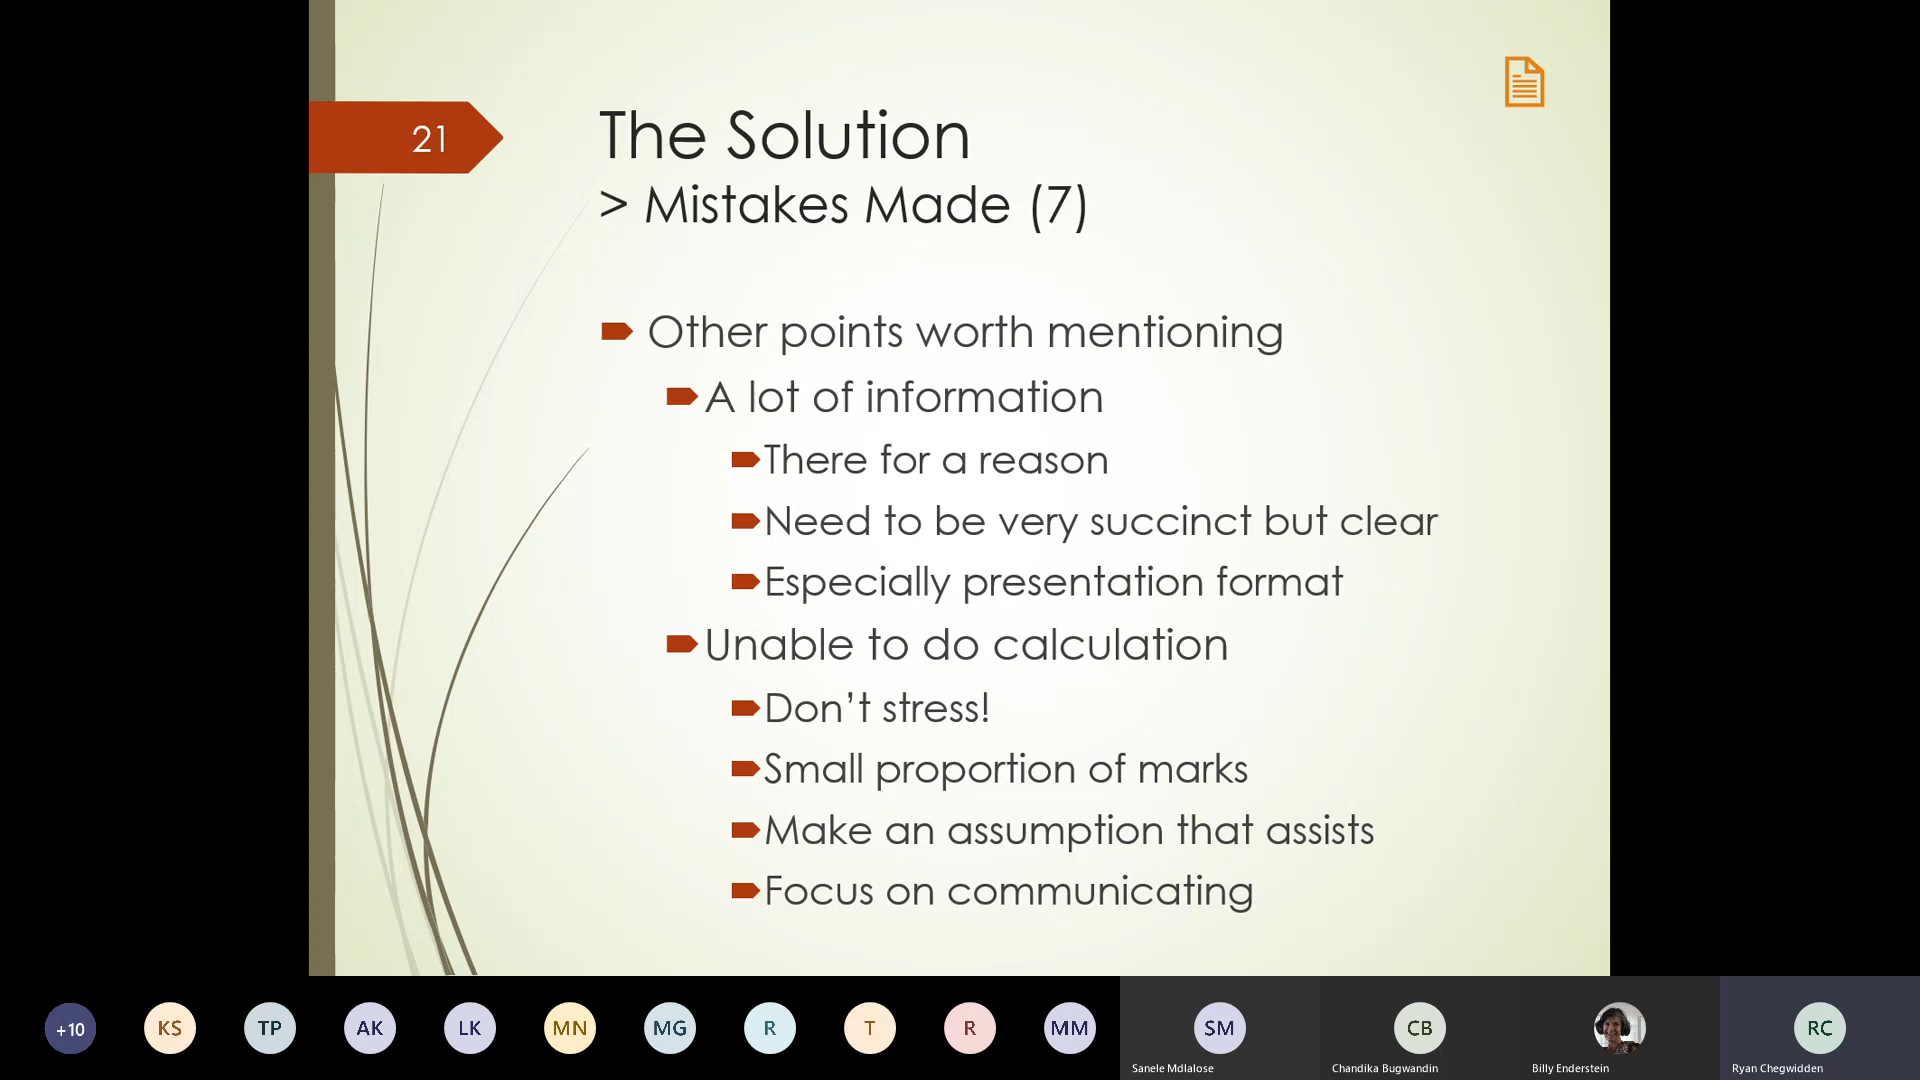 21
The Solution
> Mistakes Made (7)
Other points worth mentioning
A lot of information
There for a reason
Need to be very succinct but clear
Especially presentation format
Unable to do calculation
Don’t stress!
Small proportion of marks
Make an assumption that assists
Focus on communicating
+10
KS
TP
AK
LK
MN
MG
R
T
R
MM
SM
CB
RC
Sanele Mdlalose
Chandika Bugwandin
Billy Enderstein
Ryan Chegwidden